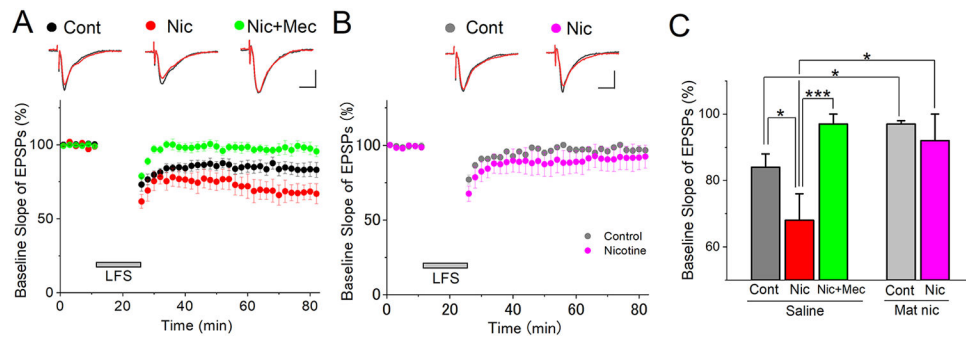 A
Cont
Nic
Nic+Mec
Baseline Slope of EPSPs (%)
100
50
0
LFS
0
20
40
60
80
Time (min)
B
Cont
Nic
Baseline Slope of EPSPs (%)
100
50
0
LFS
Control
Nicotine
0
20
40
60
80
Time (min)
C
Baseline Slope of EPSPs (%)
100
80
60
*
*
*
***
Cont Nic Nic+Mec Cont Nic
Saline Mat nic